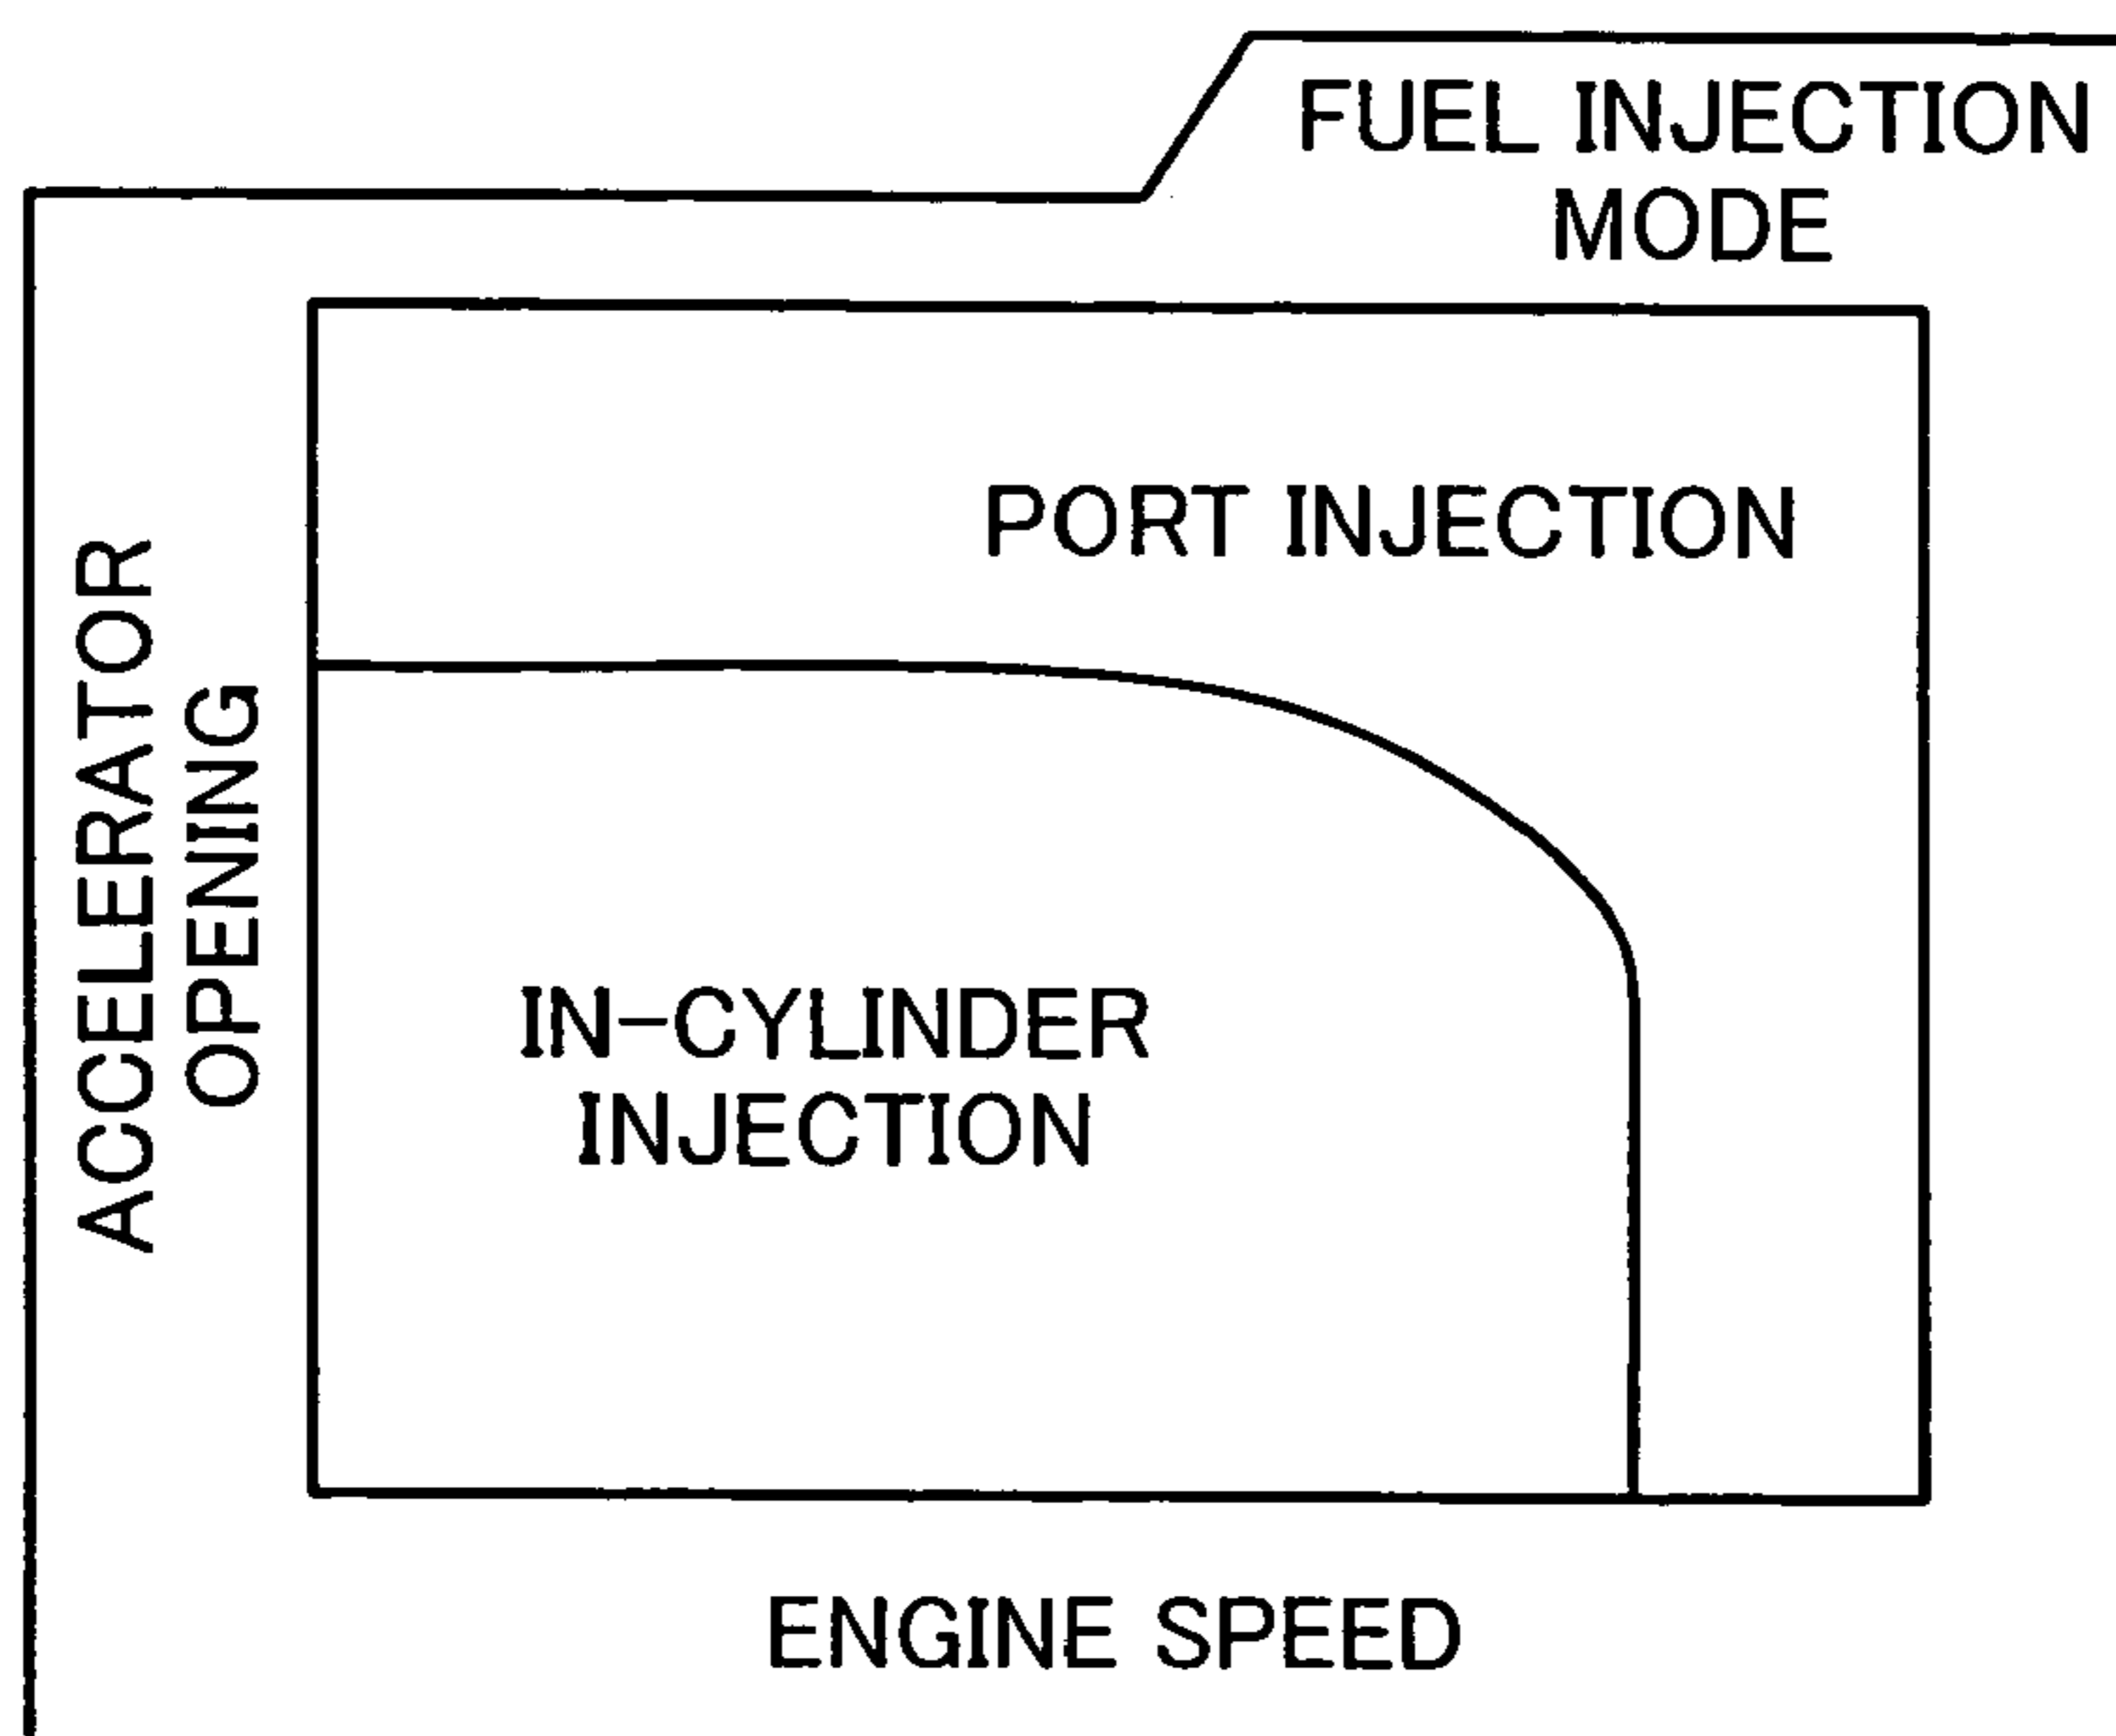 FUEL INJECTION
MODE
PORT INJECTION
ACCELERATOR
OPENING
IN-CYLINDER
INJECTION
ENGINE SPEED